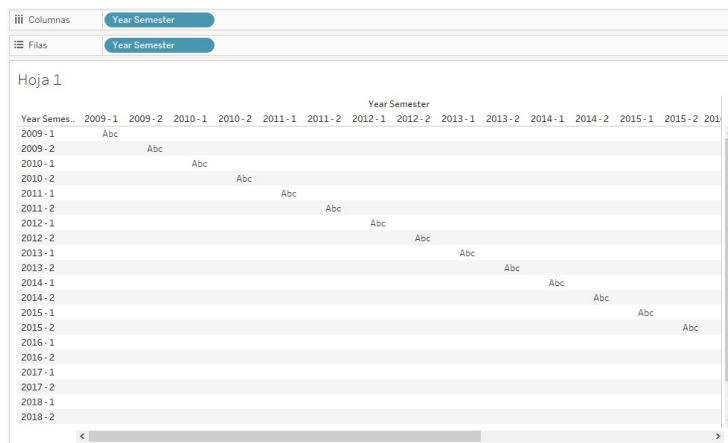 Columnas Year Semester
Filas Year Semester
Hoja 1
Year Semester
Year Semes.. 2009 - 1 2009 - 2 2010 - 1 2010 - 2 2011 - 1 2011 - 2 2012 - 1 2012 - 2 2013 - 1 2013 - 2 2014 - 1 2014 - 2 2015 - 1 2015 - 2 201
2009 - 1 Abc
2009 - 2 Abc
2010 - 1 Abc
2010 - 2 Abc
2011 - 1 Abc
2011 - 2 Abc
2012 - 1 Abc
2012 - 2 Abc
2013 - 1 Abc
2013 - 2 Abc
2014 - 1 Abc
2014 - 2 Abc
2015 - 1 Abc
2015 - 2 Abc
2016 - 1
2016 - 2
2017 - 1
2017 - 2
2018 - 1
2018 - 2